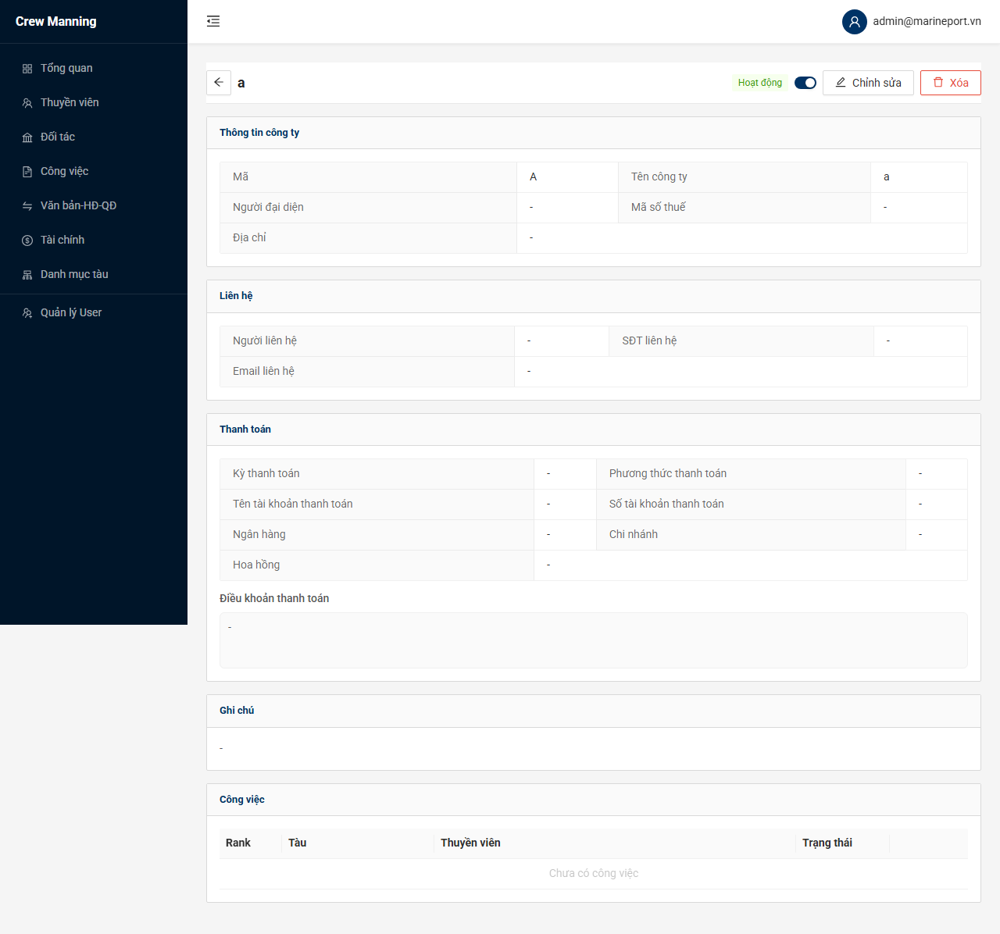 Crew Manning
admin@marineport.vn
Tổng quan
Thuyền viên
Đối tác
Công việc
Văn bản-HĐ-QĐ
Tài chính
Danh mục tàu
Quản lý User
a
Hoạt động
Chỉnh sửa
Xóa
Thông tin công ty
Mã A Tên công ty a
Người đại diện - Mã số thuế -
Địa chỉ -
Liên hệ
Người liên hệ - SĐT liên hệ -
Email liên hệ -
Thanh toán
Kỳ thanh toán - Phương thức thanh toán -
Tên tài khoản thanh toán - Số tài khoản thanh toán -
Ngân hàng - Chi nhánh -
Hoa hồng -
Điều khoản thanh toán
-
Ghi chú
-
Công việc
Rank Tàu Thuyền viên Trạng thái
Chưa có công việc